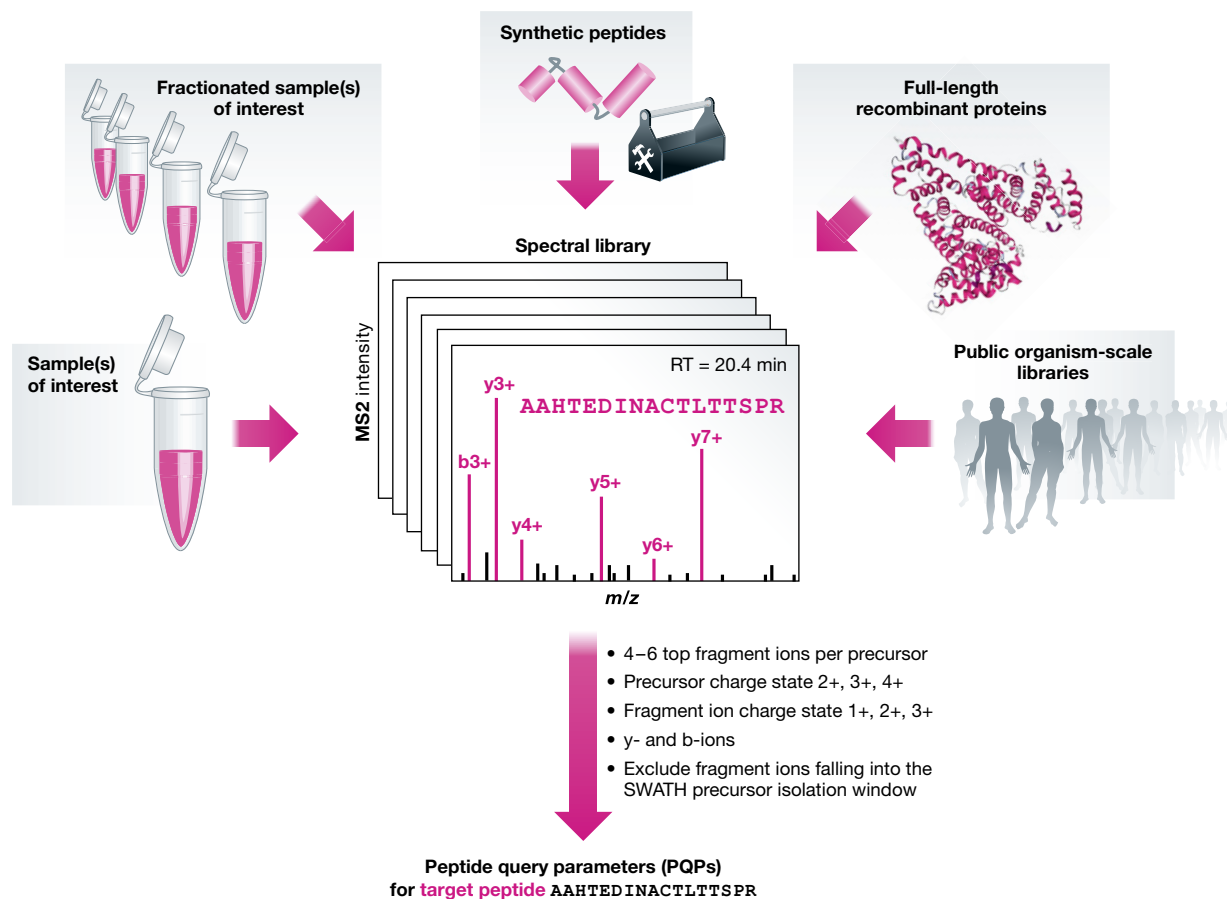 Synthetic peptides
Fractionated sample(s)
of interest
Full-length
recombinant proteins
Spectral library
Sample(s)
of interest
Public organism-scale
libraries
MS2 intensity
RT = 20.4 min
AAHTEDINACTLTTSPR
y3+
b3+
y4+
y5+
y6+
y7+
m/z
• 4–6 top fragment ions per precursor
• Precursor charge state 2+, 3+, 4+
• Fragment ion charge state 1+, 2+, 3+
• y- and b-ions
• Exclude fragment ions falling into the
SWATH precursor isolation window
Peptide query parameters (PQPs)
for target peptide AAHTEDINACTLTTSPR